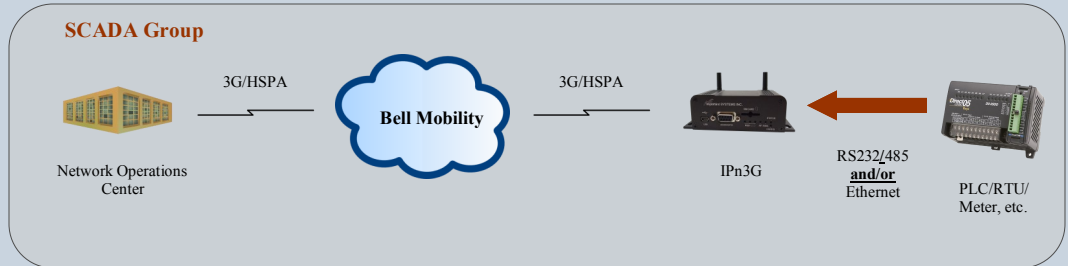 SCADA Group
3G/HSPA
3G/HSPA
Bell Mobility
Network Operations
Center
IPn3G
RS232/485
and/or
Ethernet
PLC/RTU/
Meter, etc.